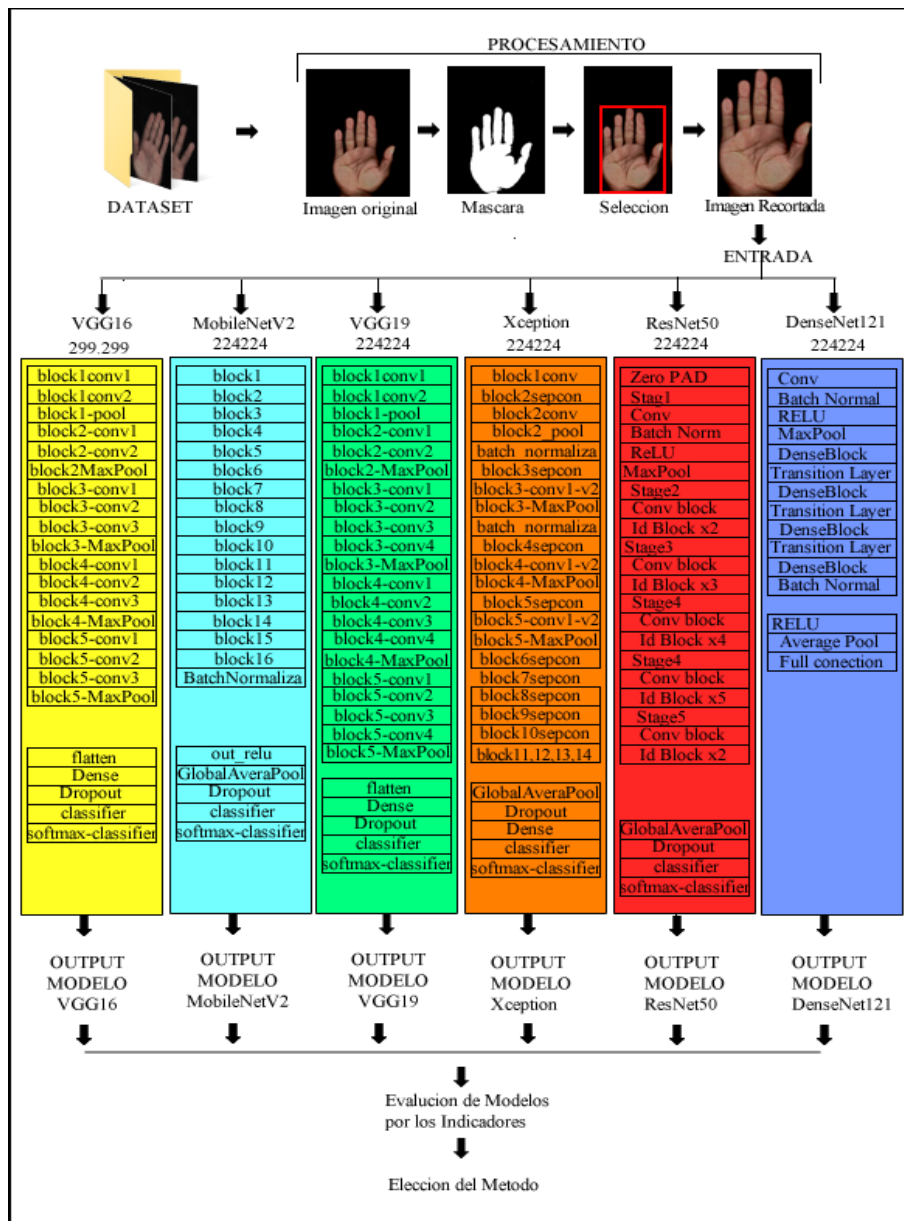 PROCESAMIENTO
DATASET
Imagen original
Mascara
Seleccion
Imagen Recortada
ENTRADA
VGG16
299.299
block1conv1
block1conv2
block1-pool
block2-conv1
block2-conv2
block2MaxPool
block3-conv1
block3-conv2
block3-conv3
block3-MaxPool
block4-conv1
block4-conv2
block4-conv3
block4-MaxPool
block5-conv1
block5-conv2
block5-conv3
block5-MaxPool
flatten
Dense
Dropout
classifier
softmax-classifier
OUTPUT
MODELO
VGG16
MobileNetV2
224224
block1
block2
block3
block4
block5
block6
block7
block8
block9
block10
block11
block12
block13
block14
block15
block16
BatchNormaliza
out_relu
GlobalAveraPool
Dropout
classifier
softmax-classifier
OUTPUT
MODELO
MobileNetV2
VGG19
224224
block1conv1
block1conv2
block1-pool
block2-conv1
block2-conv2
block2-MaxPool
block3-conv1
block3-conv2
block3-conv3
block3-conv4
block3-MaxPool
block4-conv1
block4-conv2
block4-conv3
block4-conv4
block4-MaxPool
block5-conv1
block5-conv2
block5-conv3
block5-conv4
block5-MaxPool
flatten
Dense
Dropout
classifier
softmax-classifier
OUTPUT
MODELO
VGG19
Xception
224224
block1conv
block2sepcon
block2conv
block2_pool
batch_normaliza
block3sepcon
block3-conv1-v2
block3-MaxPool
batch_normaliza
block4sepcon
block4-conv1-v2
block4-MaxPool
block5sepcon
block5-conv1-v2
block5-MaxPool
block6sepcon
block7sepcon
block8sepcon
block9sepcon
block10sepcon
block11,12,13,14
GlobalAveraPool
Dropout
Dense
classifier
softmax-classifier
OUTPUT
MODELO
Xception
ResNet50
224224
Zero PAD
Stag1
Conv
Batch Norm
ReLU
MaxPool
Stage2
Conv block
Id Block x2
Stage3
Conv block
Id Block x3
Stage4
Conv block
Id Block x4
Stage4
Conv block
Id Block x5
Stage5
Conv block
Id Block x2
GlobalAveraPool
Dropout
classifier
softmax-classifier
OUTPUT
MODELO
ResNet50
DenseNet121
224224
Conv
Batch Normal
RELU
MaxPool
DenseBlock
Transition Layer
DenseBlock
Transition Layer
DenseBlock
Transition Layer
DenseBlock
Batch Normal
RELU
Average Pool
Full conection
OUTPUT
MODELO
DenseNet121
Evalucion de Modelos
por los Indicadores
Eleccion del Metodo